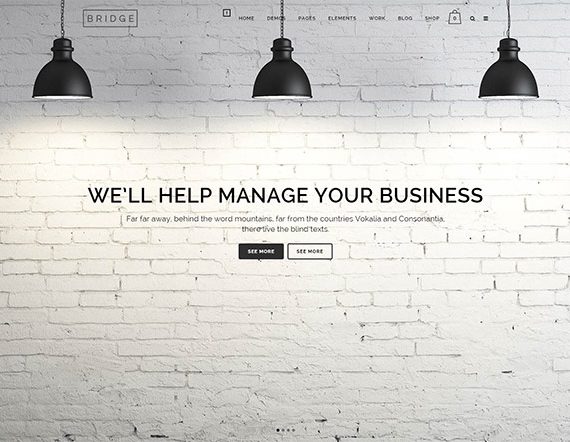 BRIDGE
HOME DEMOS PAGES ELEMENTS WORK BLOG SHOP 0
WE'LL HELP MANAGE YOUR BUSINESS
Far far away, behind the word mountains, far from the countries Vokalia and Consonantia,
there live the blind texts.
SEE MORE SEE MORE